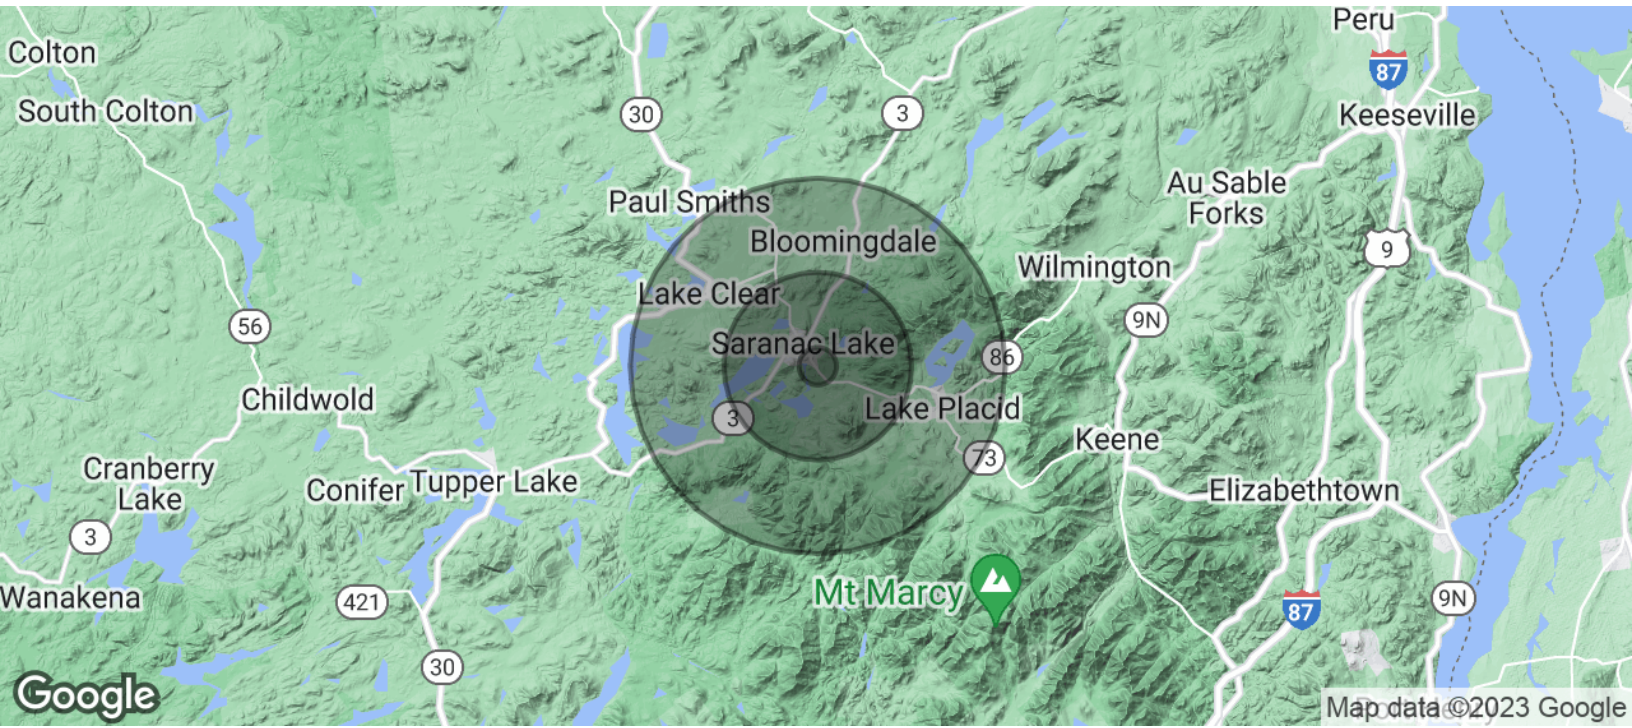 Peru
Colton
87
South Colton
30
3
Keeseville
Au Sable
Forks
Paul Smiths
Bloomingdale
9
Wilmington
Lake Clear
56
9N
Saranac Lake
86
Childwold
Lake Placid
3
Keene
73
Cranberry
Lake
Conifer
Tupper Lake
Elizabethtown
3
Mt Marcy
Wanakena
421
87
9N
30
Google
Map data ©2023 Google